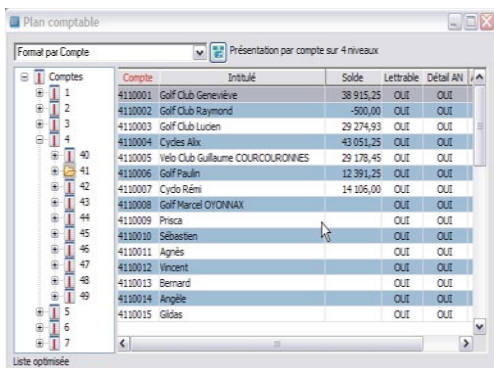 Plan comptable
Format par Compte Présentation par compte sur 4 niveaux
Comptes
1
2
3
4
40
41
42
43
44
45
46
47
48
49
5
6
7
Compte Intitulé Solde Lettrable Détail AN
4110001 Golf Club Geneviève 38 915,25 OUI OUI
4110002 Golf Club Raymond -500,00 OUI OUI
4110003 Golf Club Lucien 29 274,93 OUI OUI
4110004 Cycles Alix 43 051,25 OUI OUI
4110005 Velo Club Guillaume COURCOURONNES 29 178,45 OUI OUI
4110006 Golf Paulin 12 391,25 OUI OUI
4110007 Cyclo Rémi 14 106,00 OUI OUI
4110008 Golf Marcel OYONNAX OUI OUI
4110009 Prisca OUI OUI
4110010 Sébastien OUI OUI
4110011 Agnès OUI OUI
4110012 Vincent OUI OUI
4110013 Bernard OUI OUI
4110014 Angèle OUI OUI
4110015 Gildas OUI OUI
Liste optimisée